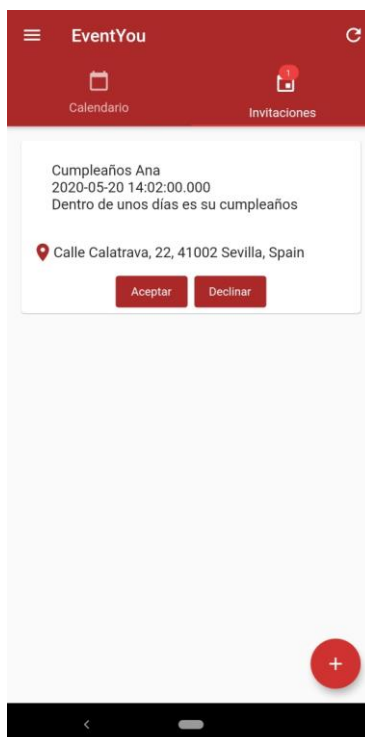 EventYou
1
Calendario
Invitaciones
Cumpleaños Ana
2020-05-20 14:02:00.000
Dentro de unos días es su cumpleaños
Calle Calatrava, 22, 41002 Sevilla, Spain
Aceptar
Declinar
+